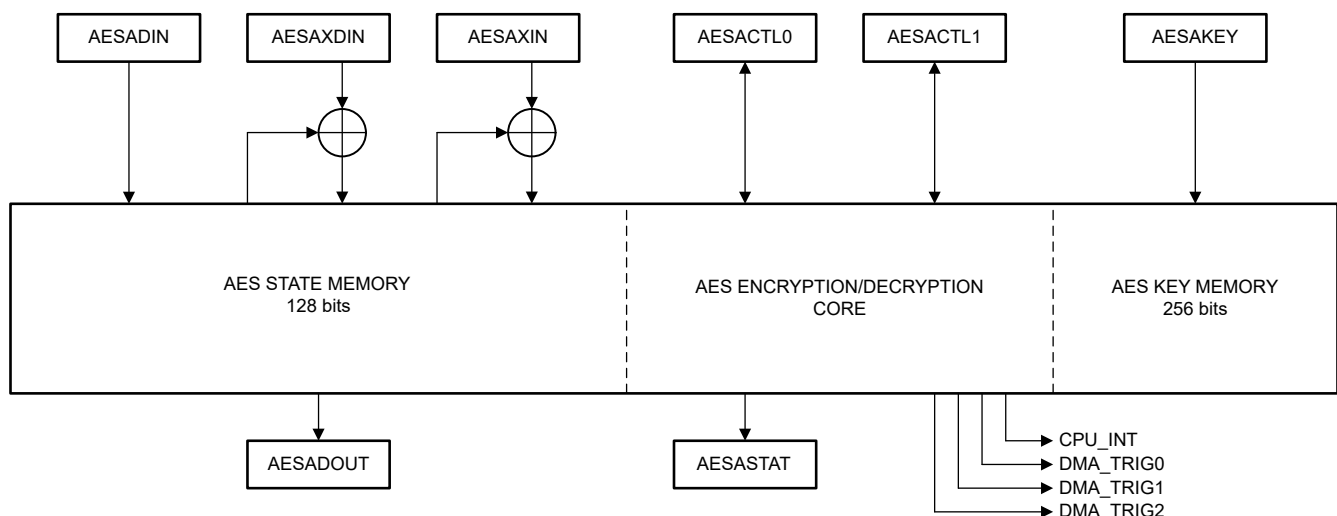 AESADIN
AESAXDIN
AESAXIN
AESACTL0
AESACTL1
AESAKEY
AES STATE MEMORY
128 bits
AES ENCRYPTION/DECRYPTION
CORE
AES KEY MEMORY
256 bits
AESADOUT
AESASTAT
CPU_INT
DMA_TRIG0
DMA_TRIG1
DMA_TRIG2